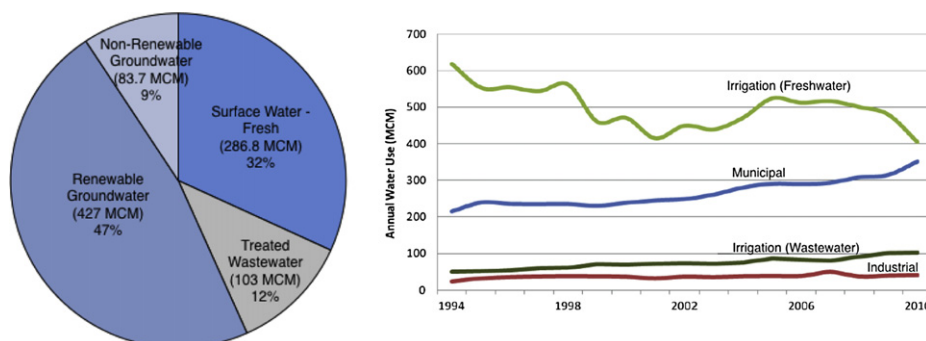 Non-Renewable
Groundwater
(83.7 MCM)
9%
Surface Water -
Fresh
(286.8 MCM)
32%
Renewable
Groundwater
(427 MCM)
47%
Treated
Wastewater
(103 MCM)
12%
Annual Water Use (MCM)
700
600
500
400
300
200
100
0
Irrigation (Freshwater)
Municipal
Irrigation (Wastewater)
Industrial
1994
1998
2002
2006
2010